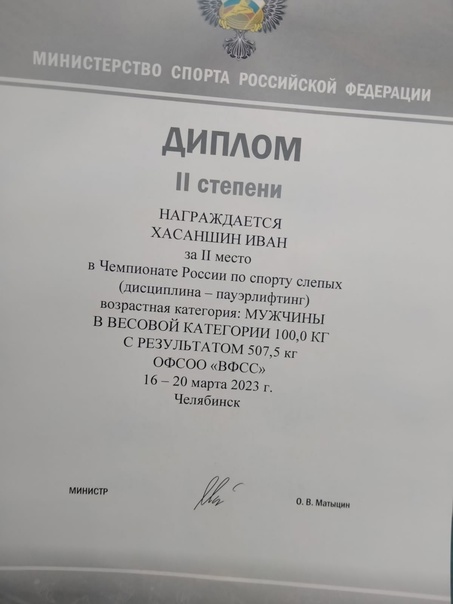 МИНИСТЕРСТВО СПОРТА РОССИЙСКОЙ ФЕДЕРАЦИИ
ДИПЛОМ
II степени
НАГРАЖДАЕТСЯ
ХАСАНШИН ИВАН
за II место
в Чемпионате России по спорту слепых
(дисциплина – пауэрлифтинг)
возрастная категория: МУЖЧИНЫ
В ВЕСОВОЙ КАТЕГОРИИ 100,0 КГ
С РЕЗУЛЬТАТОМ 507,5 кг
ОФСОО «ВФСС»
16 – 20 марта 2023 г.
Челябинск
МИНИСТР
О. В. Матыцин